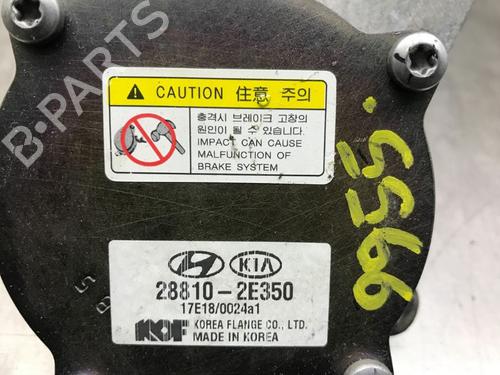 CAUTION 注意 주의
충격시 브레이크 고장의
원인이 될 수 있습니다.
IMPACT CAN CAUSE
MALFUNCTION OF
BRAKE SYSTEM
KIA
28810-2E350
17E18/0024a1
KOF KOREA FLANGE CO., LTD.
MADE IN KOREA
B-PARTS